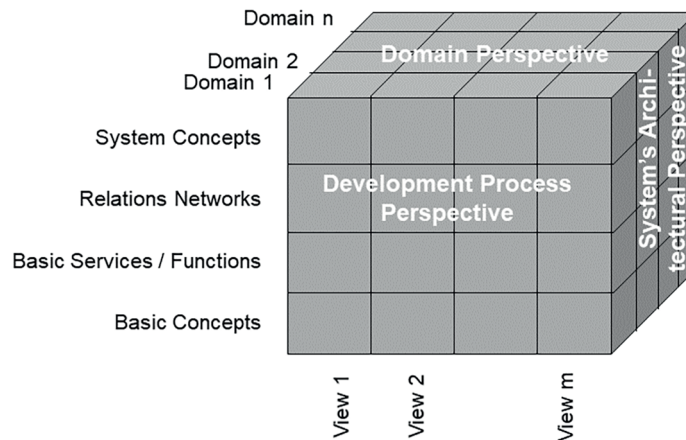 Domain n
Domain 2
Domain 1
Domain Perspective
System's Archi-
tectural Perspective
System Concepts
Relations Networks
Basic Services / Functions
Basic Concepts
Development Process
Perspective
View 1
View 2
View m